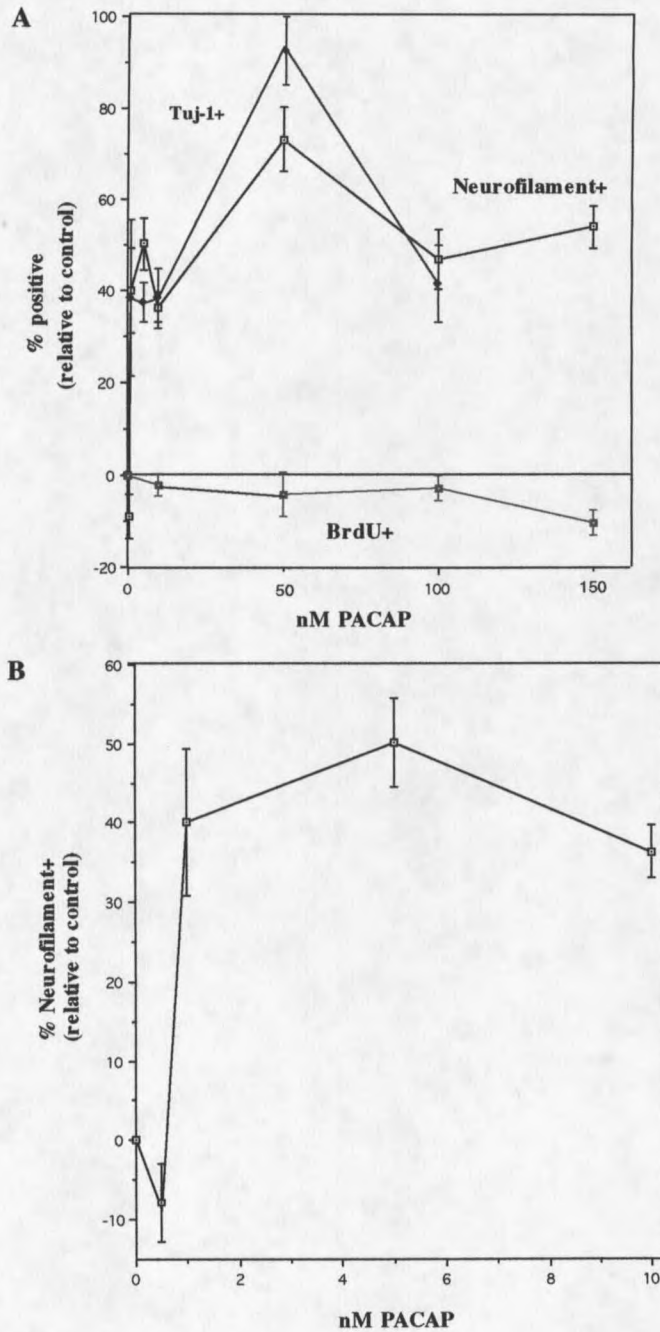 A
100
80
60
40
20
0
-20
% positive
(relative to control)
Tuj-1+
Neurofilament+
BrdU+
0
50
100
150
nM PACAP
B
60
50
40
30
20
10
0
-10
% Neurofilament+
(relative to control)
0
2
4
6
8
10
nM PACAP